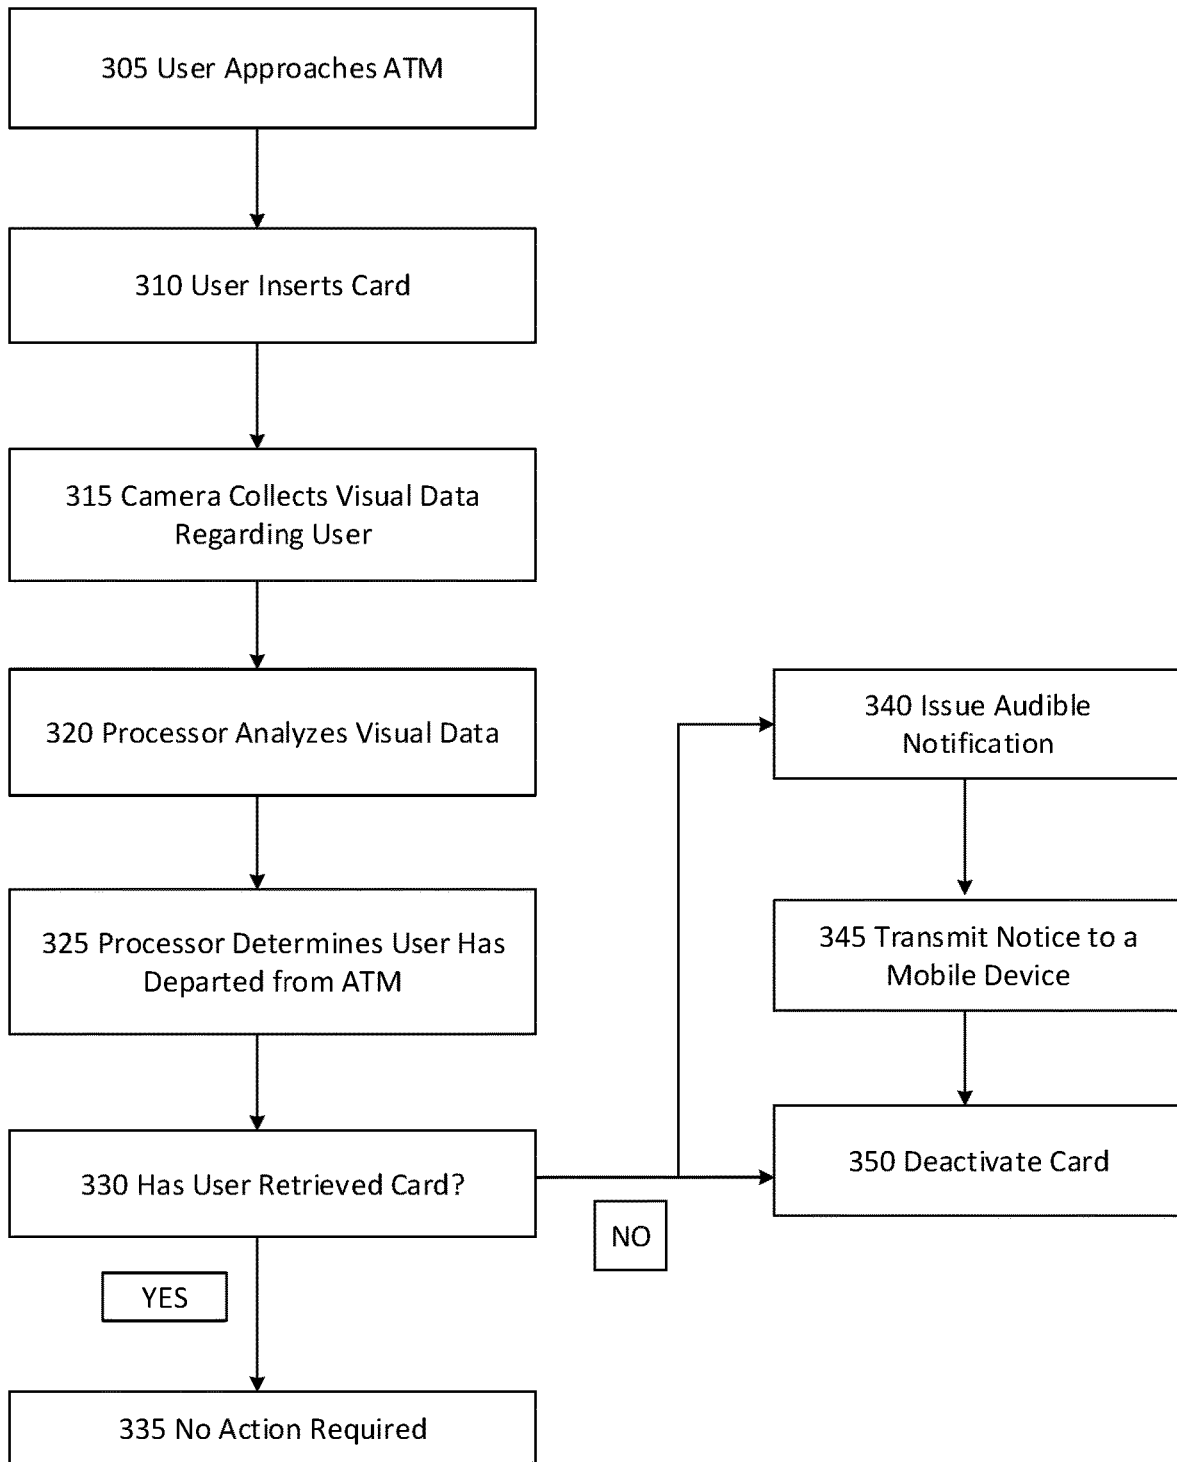 305 User Approaches ATM
310 User Inserts Card
315 Camera Collects Visual Data
Regarding User
320 Processor Analyzes Visual Data
325 Processor Determines User Has
Departed from ATM
330 Has User Retrieved Card?
YES
335 No Action Required
NO
340 Issue Audible
Notification
345 Transmit Notice to a
Mobile Device
350 Deactivate Card